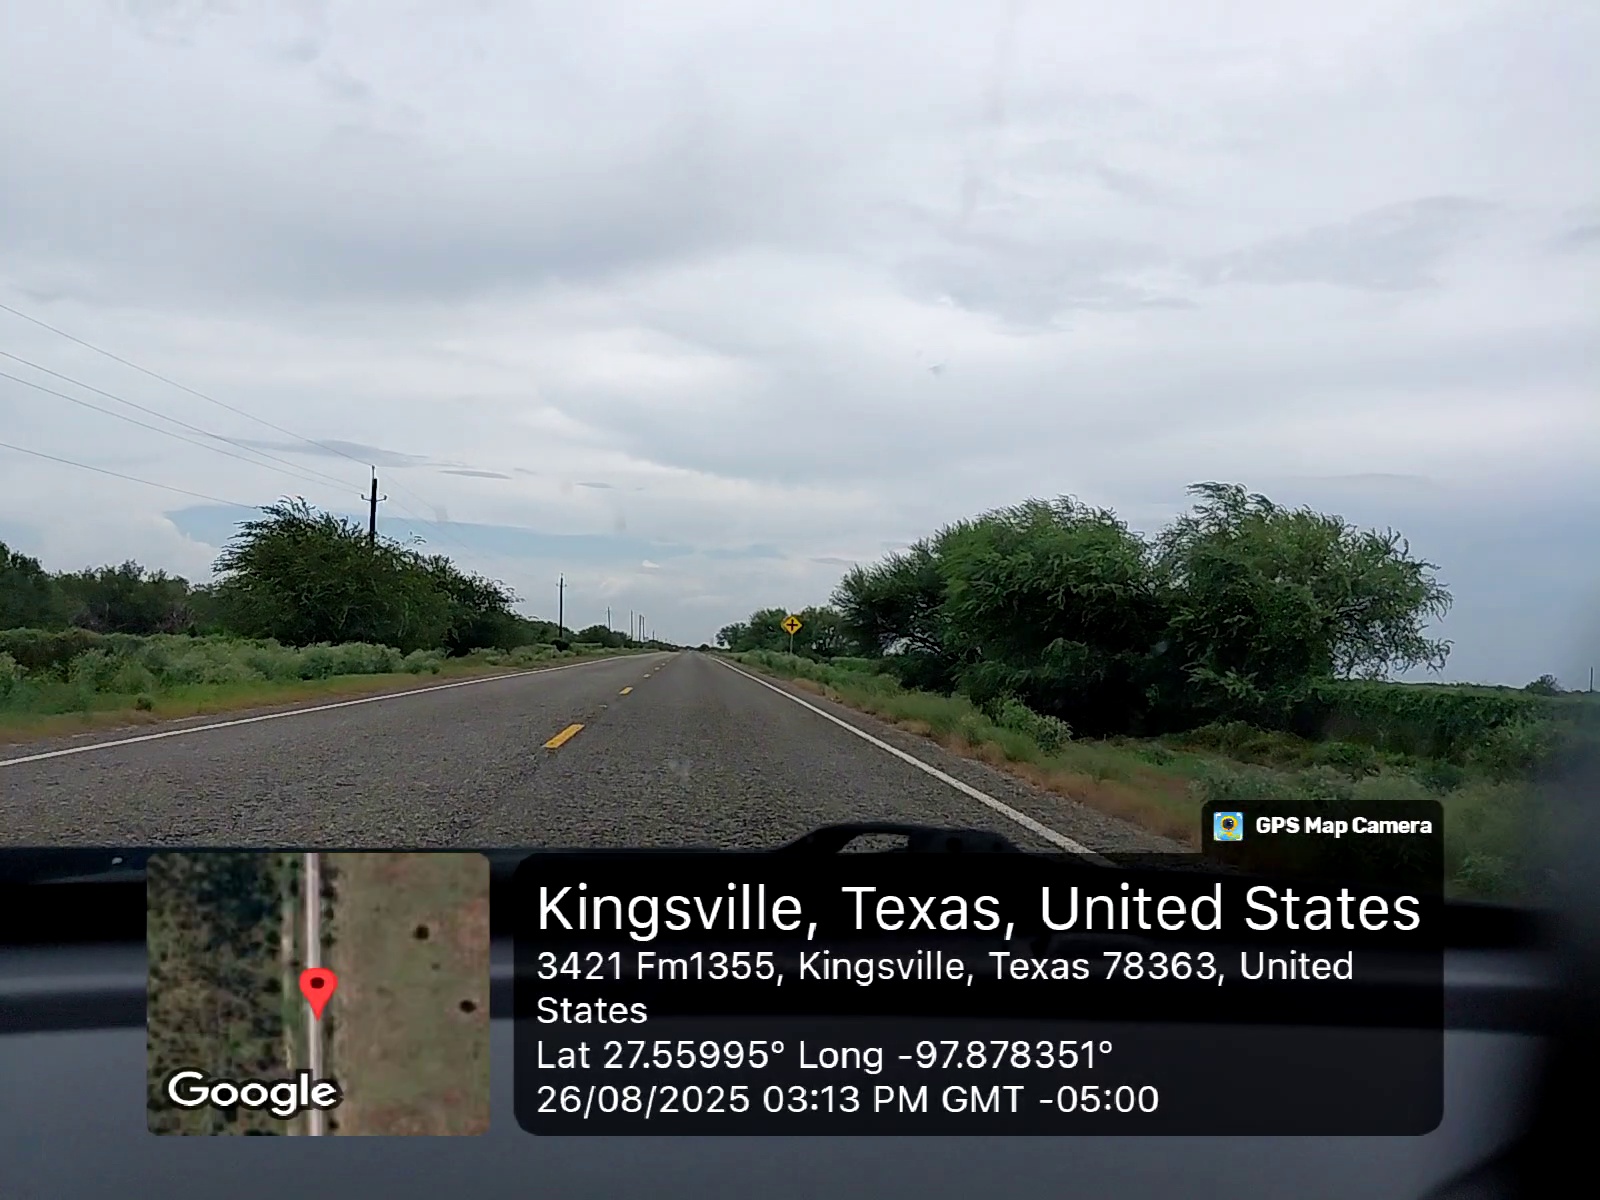 GPS Map Camera
Kingsville, Texas, United States
3421 Fm1355, Kingsville, Texas 78363, United
States
Lat 27.55995° Long -97.878351°
26/08/2025 03:13 PM GMT -05:00
Google